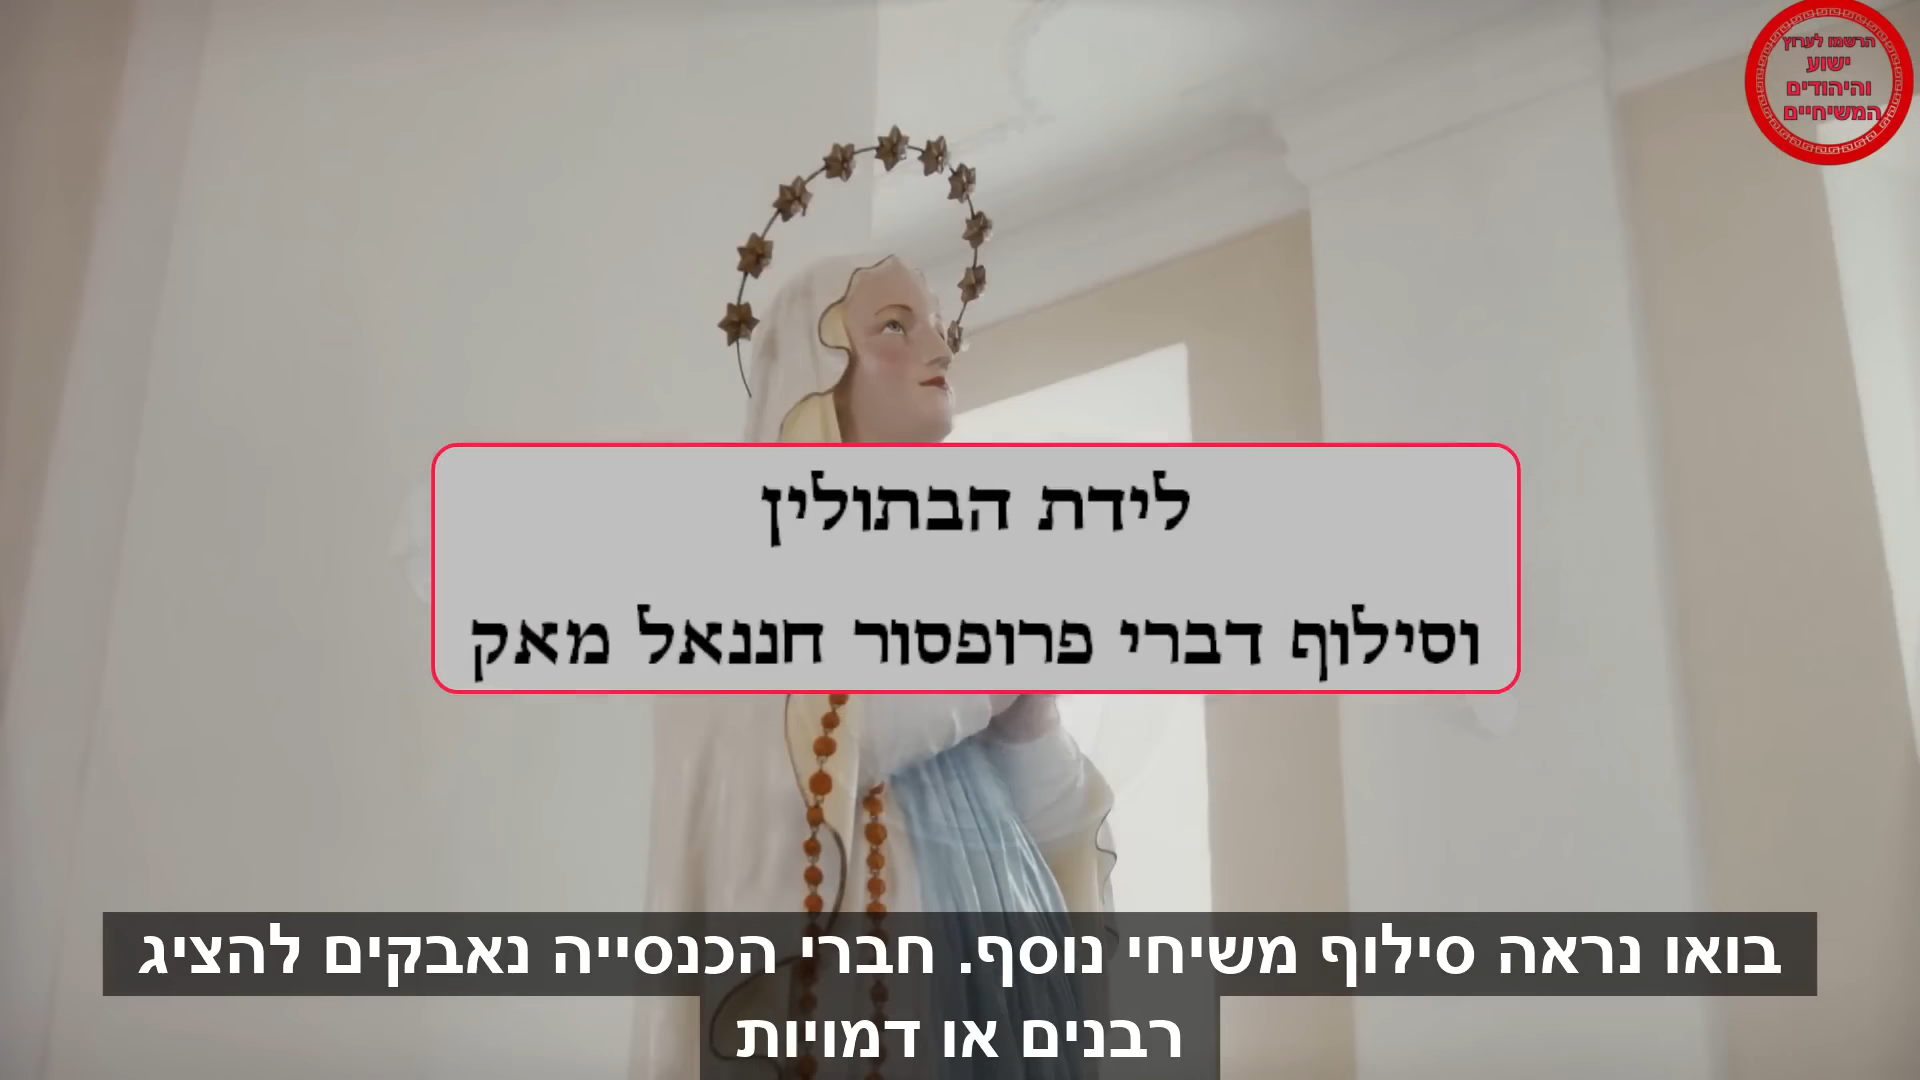 הרשמו לערוץ
ישוע
והיהודים
המשיחיים
לידת הבתולין
וסילוף דברי פרופסור חננאל מאק
בואו נראה סילוף משיחי נוסף. חברי הכנסייה נאבקים להציג
רבנים או דמויות